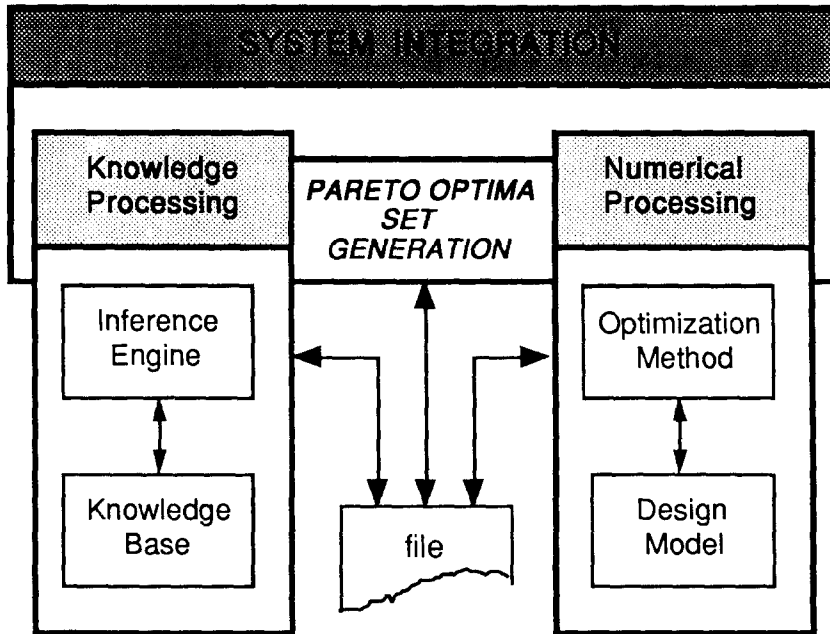 SYSTEM INTEGRATION
Knowledge
Processing
PARETO OPTIMA
SET
GENERATION
Numerical
Processing
Inference
Engine
Optimization
Method
Knowledge
Base
file
Design
Model